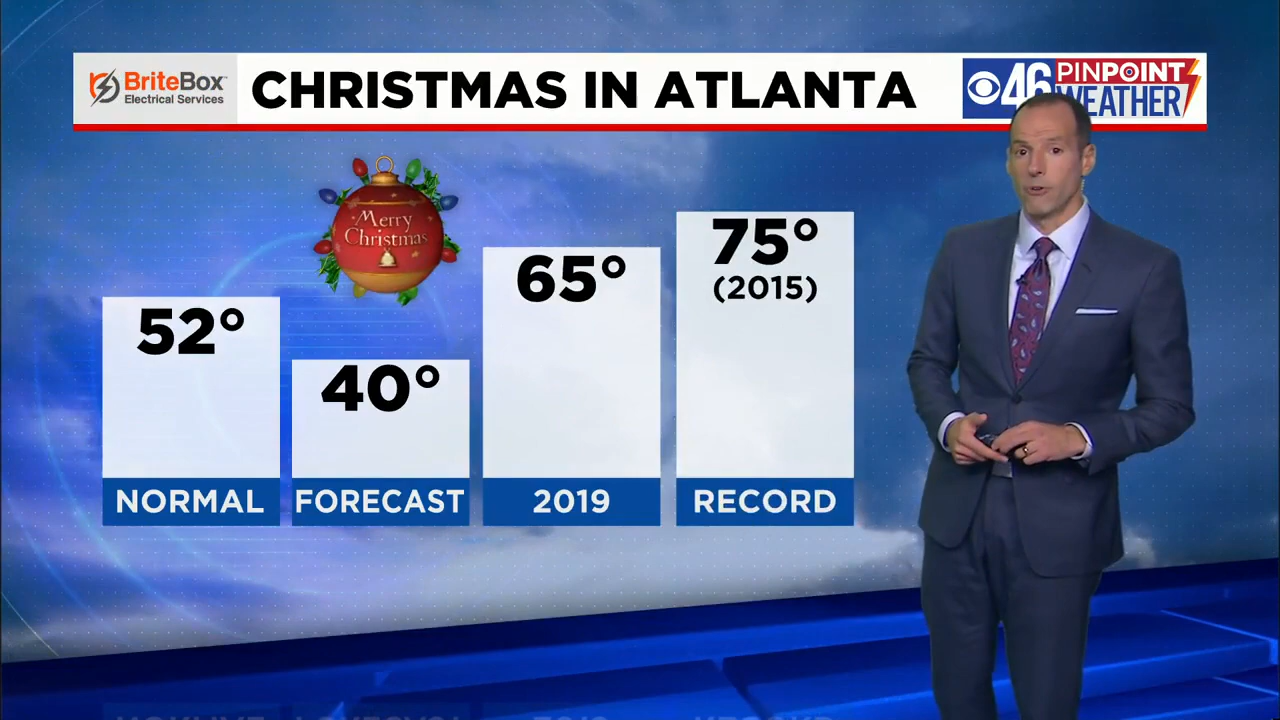 BriteBox
Electrical Services
CHRISTMAS IN ATLANTA
46
PINPOINT
WEATHER
Merry
Christmas
52°
40°
65°
75°
(2015)
NORMAL
FORECAST
2019
RECORD